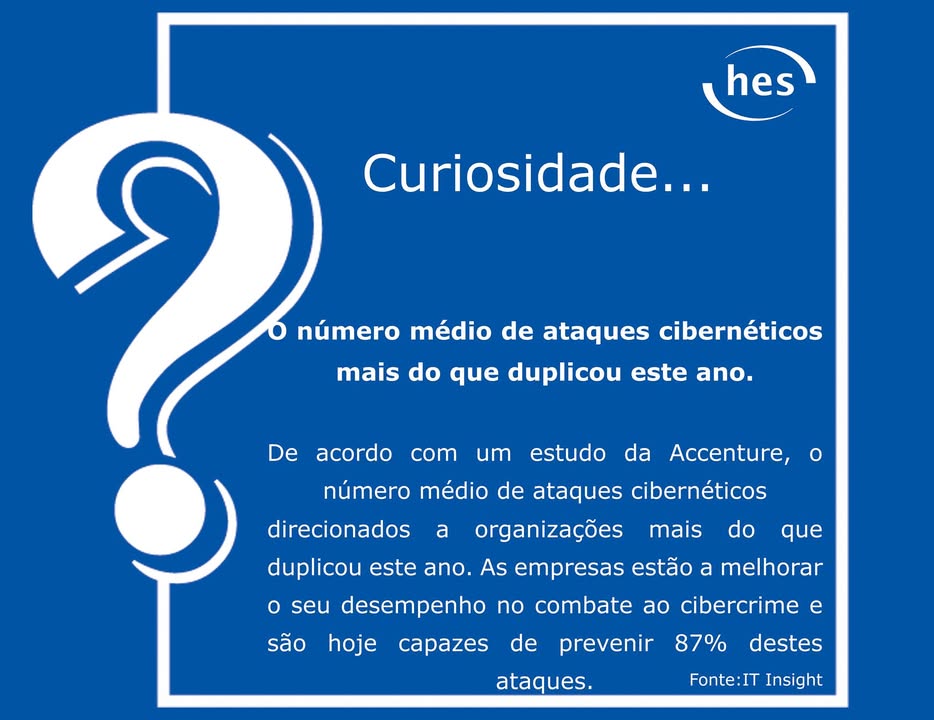 hes
Curiosidade...
O número médio de ataques cibernéticos
mais do que duplicou este ano.
De acordo com um estudo da Accenture, o
número médio de ataques cibernéticos
direcionados a organizações mais do que
duplicou este ano. As empresas estão a melhorar
o seu desempenho no combate ao cibercrime e
são hoje capazes de prevenir 87% destes
ataques.
Fonte:IT Insight